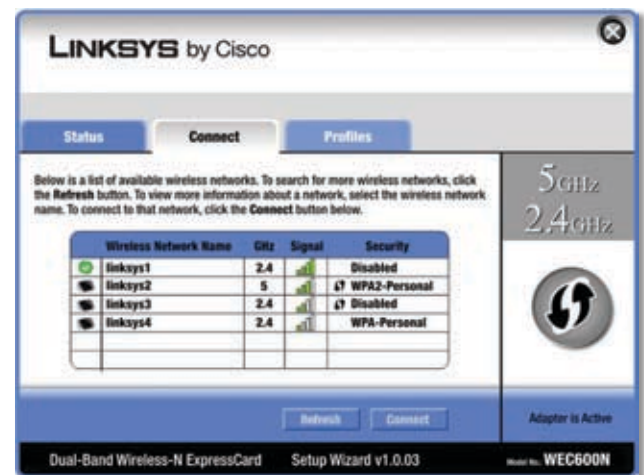 LINKSYS by Cisco
Status Connect Profiles
Below is a list of available wireless networks. To search for more wireless networks, click
the Refresh button. To view more information about a network, select the wireless network
name. To connect to that network, click the Connect button below.
5GHz
2.4GHz
Wireless Network Name GHz Signal Security
linksys1 2.4 Disabled
linksys2 5 WPA2-Personal
linksys3 2.4 Disabled
linksys4 2.4 WPA-Personal
Refresh Connect
Adapter is Active
Dual-Band Wireless-N ExpressCard Setup Wizard v1.0.03 Model No. WEC600N